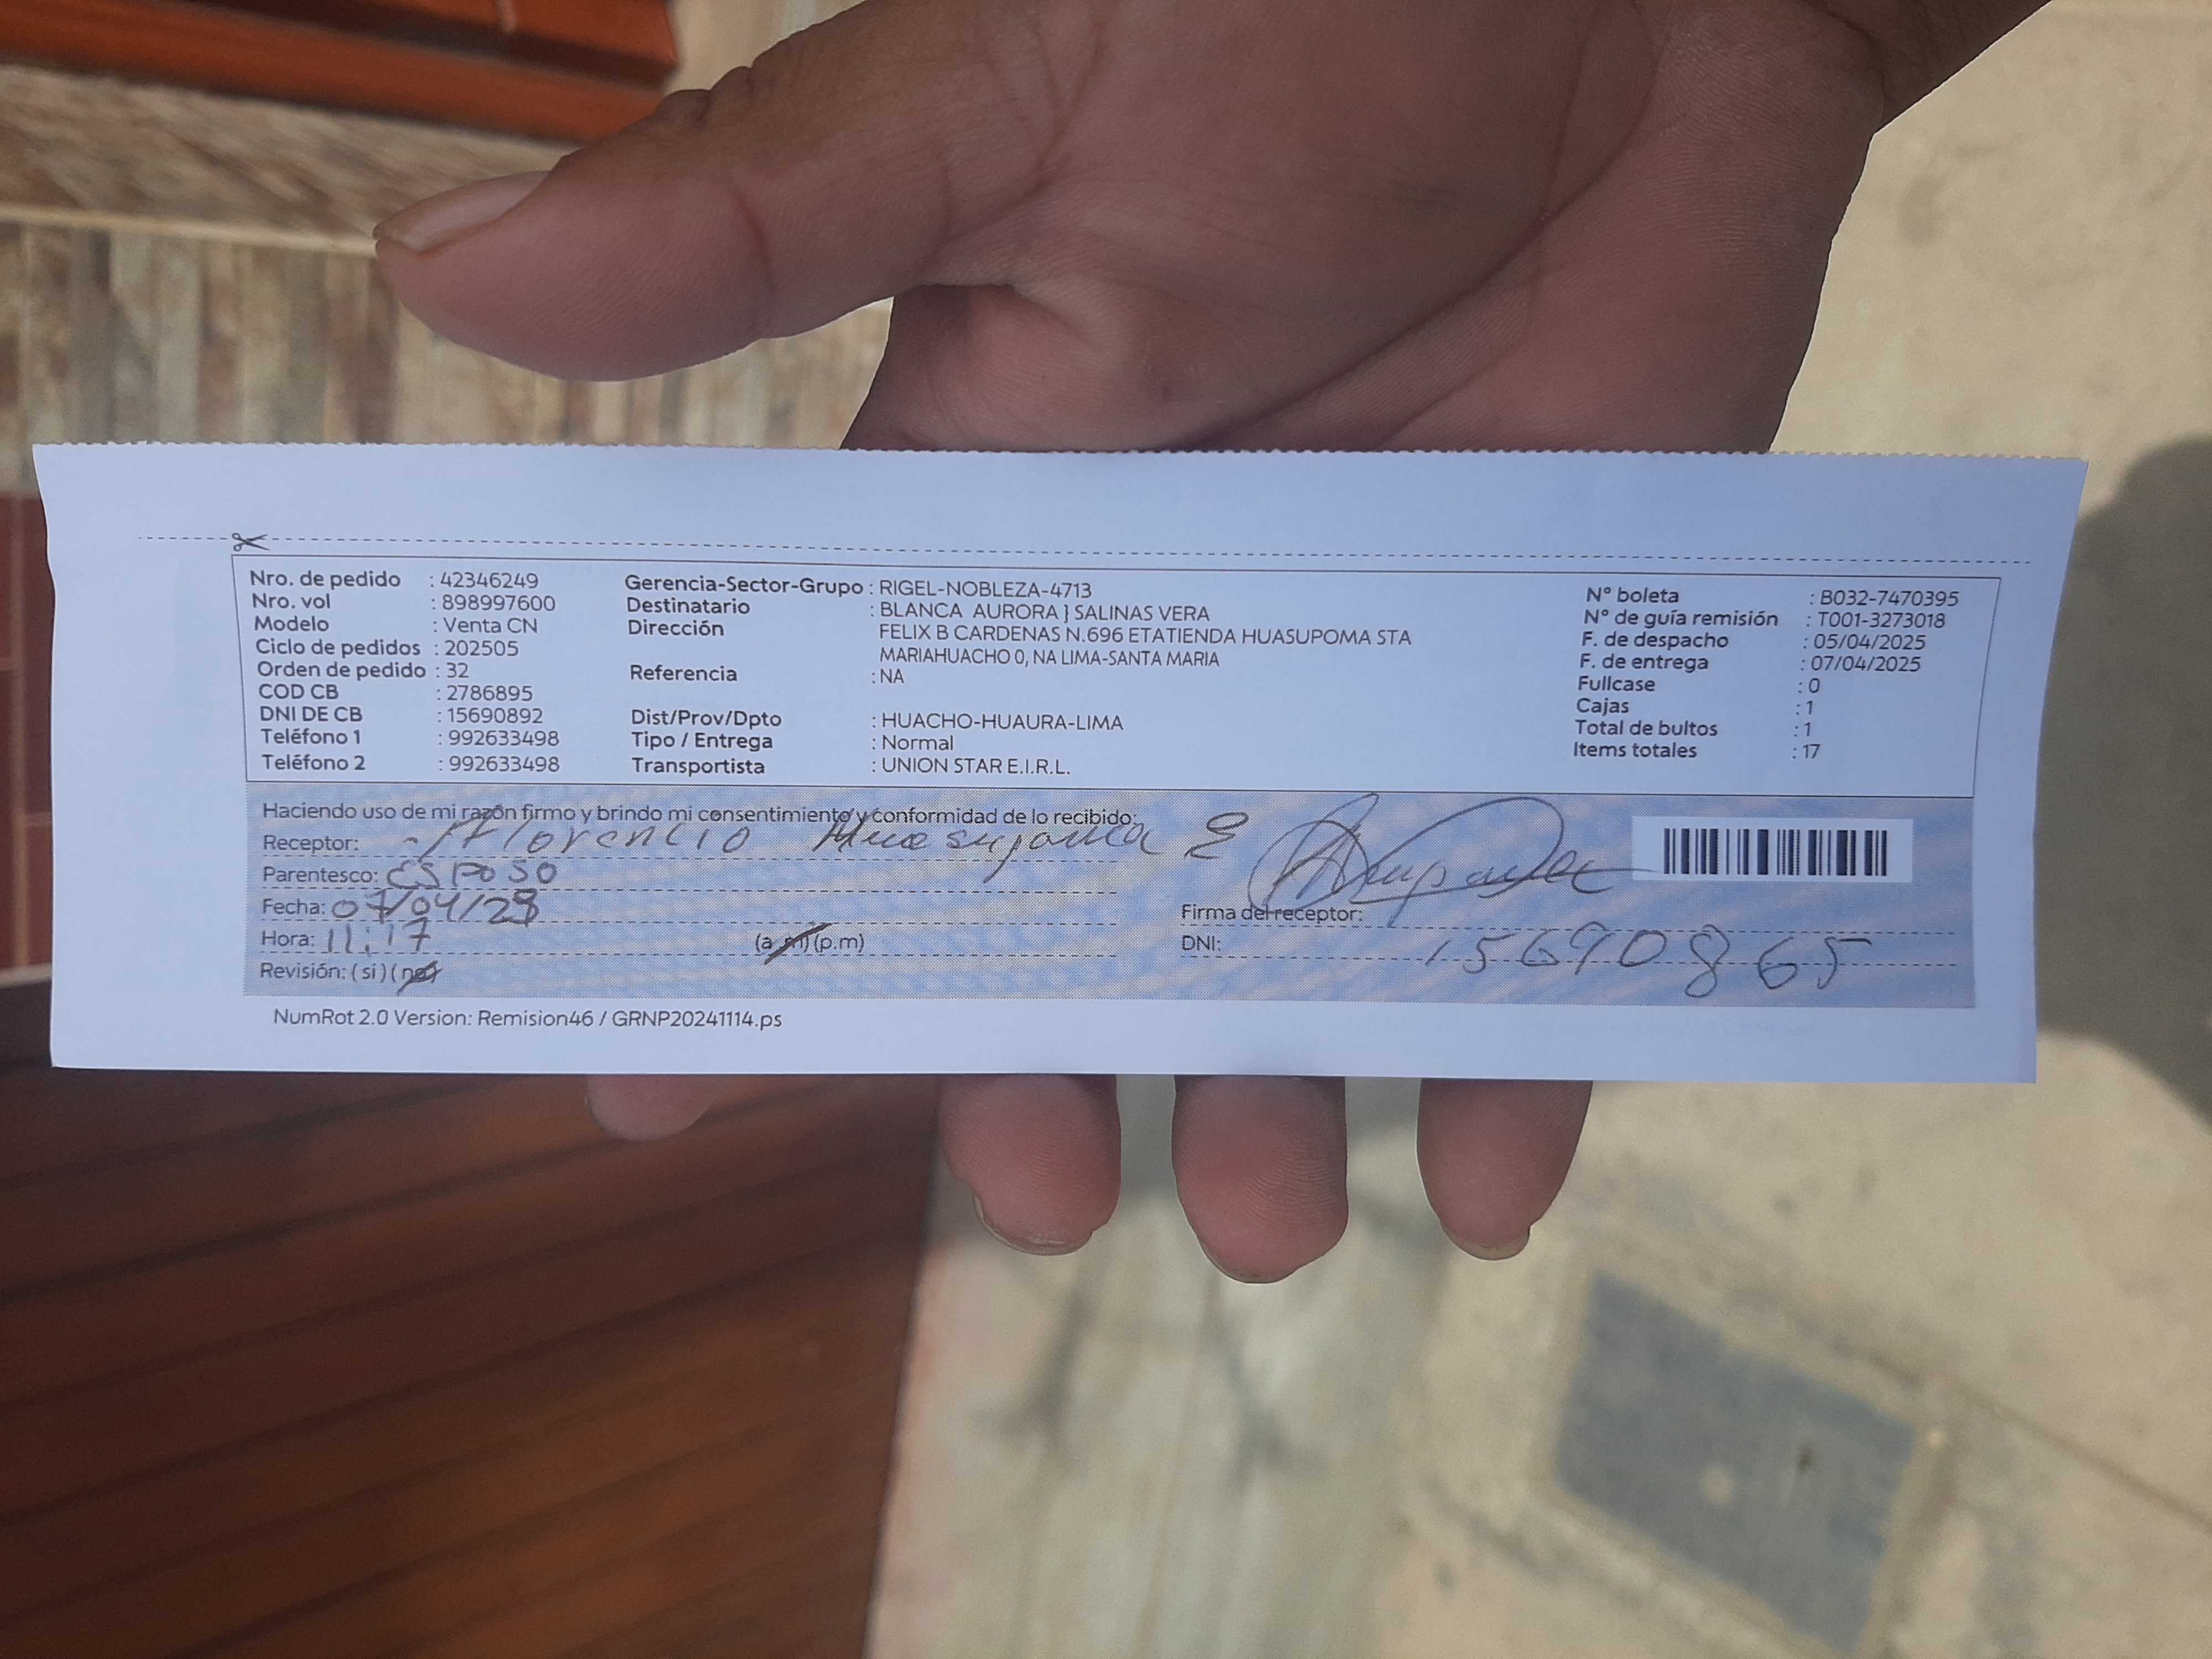 Nro. de pedido : 42346249 Gerencia-Sector-Grupo : RIGEL-NOBLEZA-4713 Nº boleta : B032-7470395
Nro. vol : 898997600 Destinatario : BLANCA AURORA } SALINAS VERA Nº de guía remisión : T001-3273018
Modelo : Venta CN Dirección FELIX B CARDENAS N.696 ETATIENDA HUASUPOMA STA F. de despacho : 05/04/2025
Ciclo de pedidos : 202505 MARIAHUACHO 0, NA LIMA-SANTA MARIA F. de entrega : 07/04/2025
Orden de pedido : 32 Referencia : NA Fullcase : 0
COD CB : 2786895 Cajas : 1
DNI DE CB : 15690892 Dist/Prov/Dpto : HUACHO-HUAURA-LIMA Total de bultos : 1
Teléfono 1 : 992633498 Tipo / Entrega : Normal Items totales : 17
Teléfono 2 : 992633498 Transportista : UNION STAR E.I.R.L.
Haciendo uso de mi razón firmo y brindo mi consentimiento y conformidad de lo recibido:
Receptor: Florencio
Parentesco: ESPOSO
Fecha: 07/04/25 Firma del receptor:
Hora: 11:17 (a.m) (p.m) DNI: 15690865
Revisión: ( si ) ( no )
NumRot 2.0 Version: Remision46 / GRNP20241114.ps